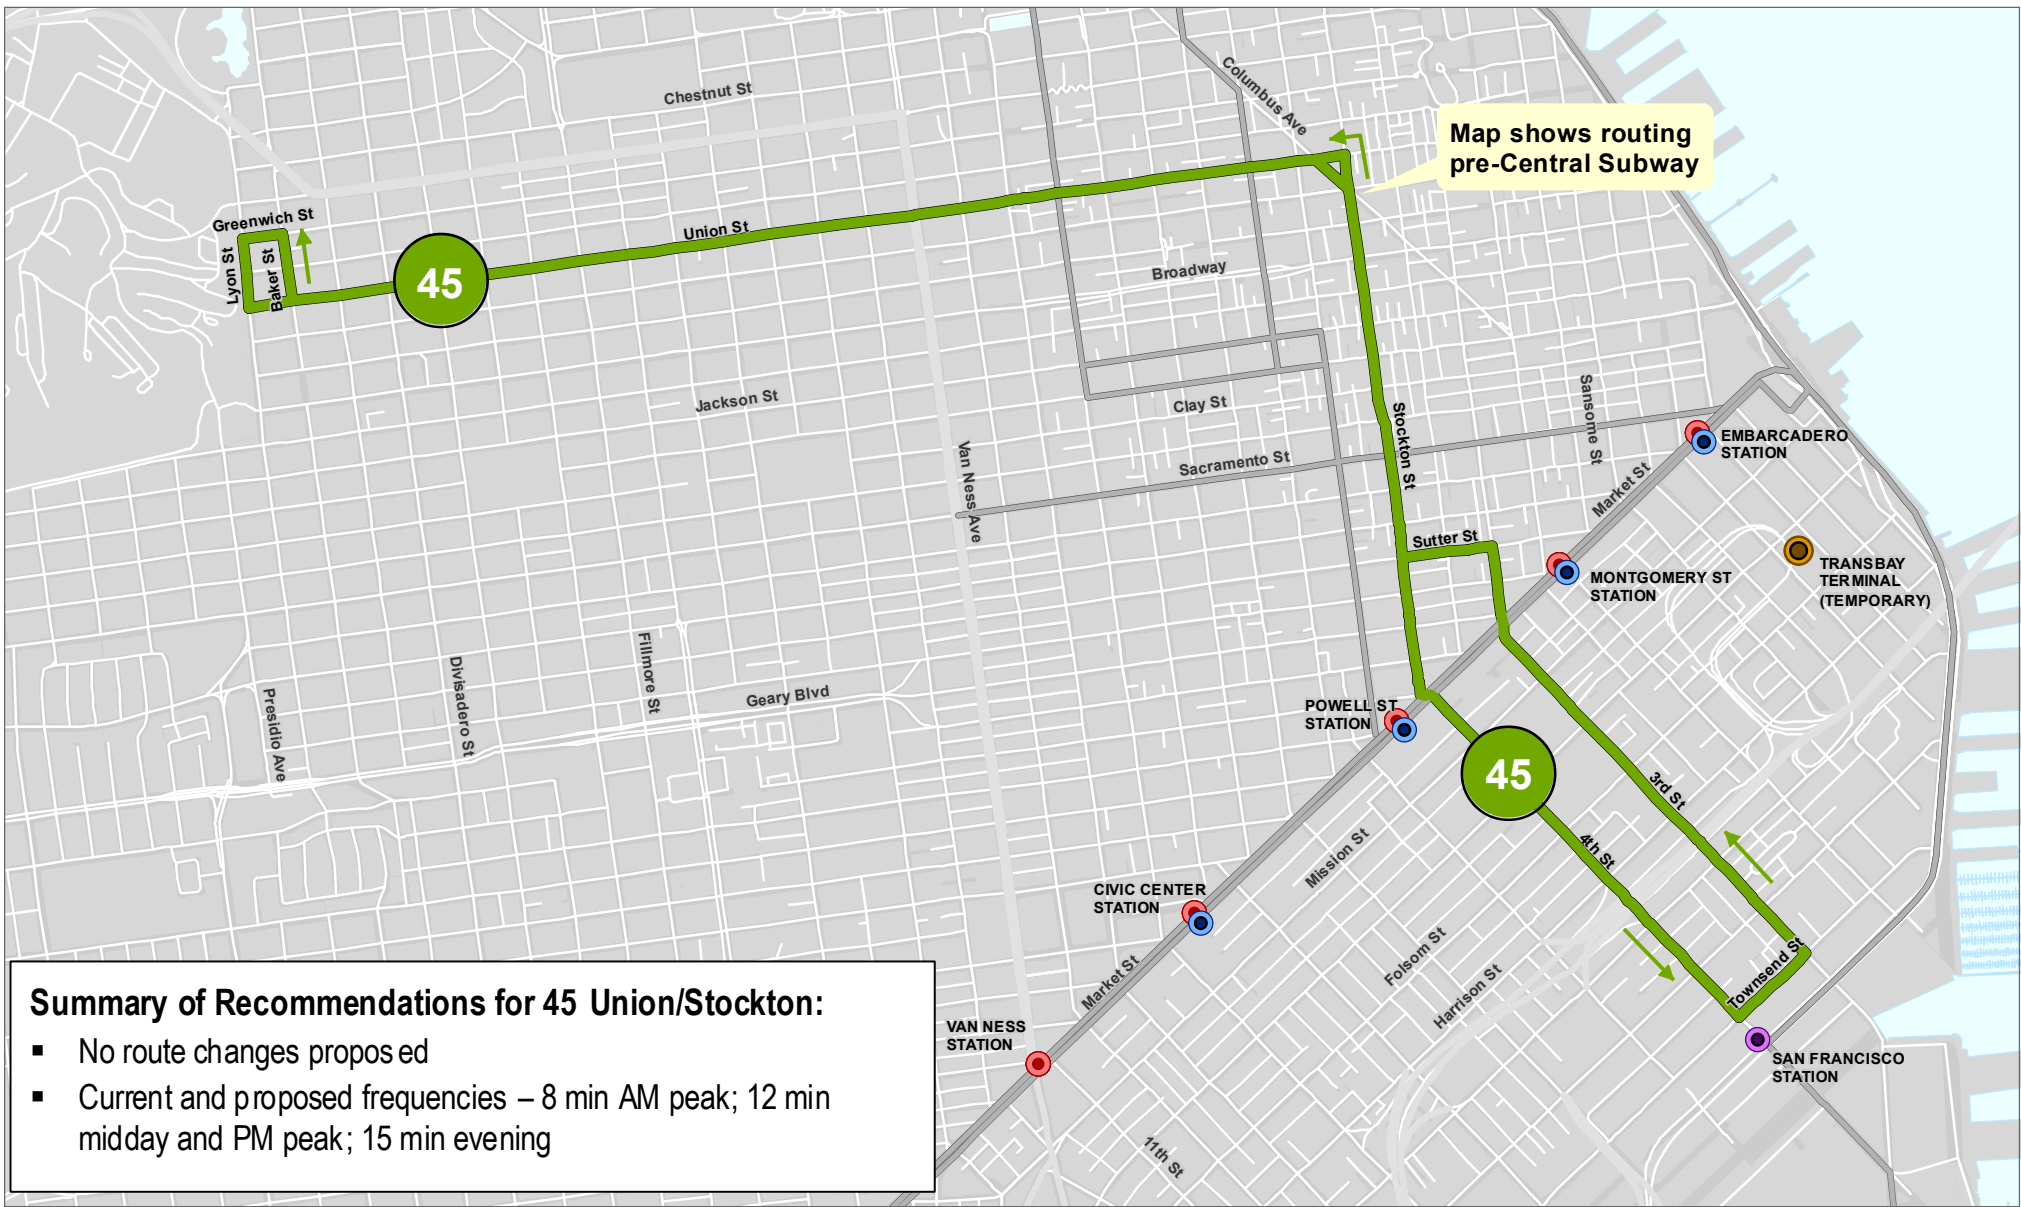 Chestnut St
Columbus Ave
Map shows routing
pre-Central Subway
Greenwich St
Union St
Lyon St
Baker St
45
Broadway
Jackson St
Clay St
Sansome St
Stockton St
Van Ness Ave
Sacramento St
EMBARCADERO
STATION
Market St
Sutter St
MONTGOMERY ST
STATION
TRANSBAY
TERMINAL
(TEMPORARY)
Fillmore St
Divisadero St
Presidio Ave
Geary Blvd
POWELL ST
STATION
45
3rd St
4th St
Mission St
CIVIC CENTER
STATION
Folsom St
Harrison St
Townsend St
Market St
VAN NESS
STATION
SAN FRANCISCO
STATION
11th St
Summary of Recommendations for 45 Union/Stockton:
▪ No route changes proposed
▪ Current and proposed frequencies – 8 min AM peak; 12 min
midday and PM peak; 15 min evening